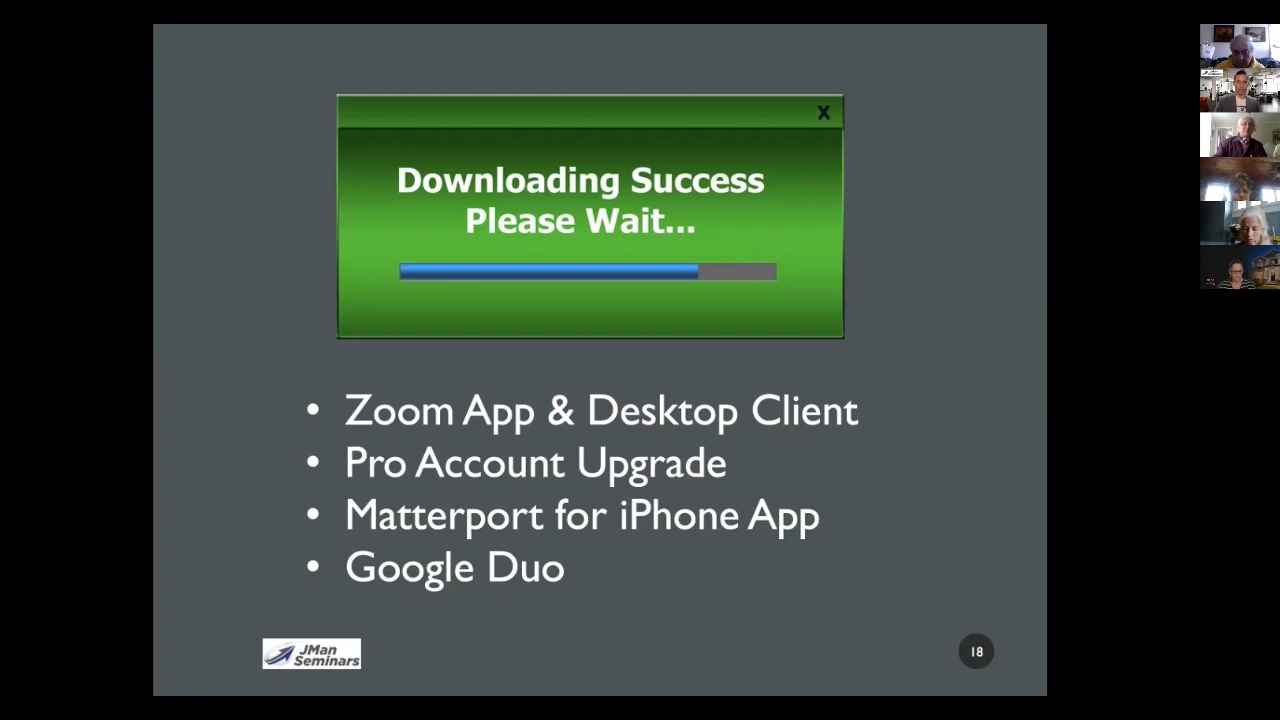 X
Downloading Success
Please Wait...
• Zoom App & Desktop Client
• Pro Account Upgrade
• Matterport for iPhone App
• Google Duo
JMan
Seminars
18